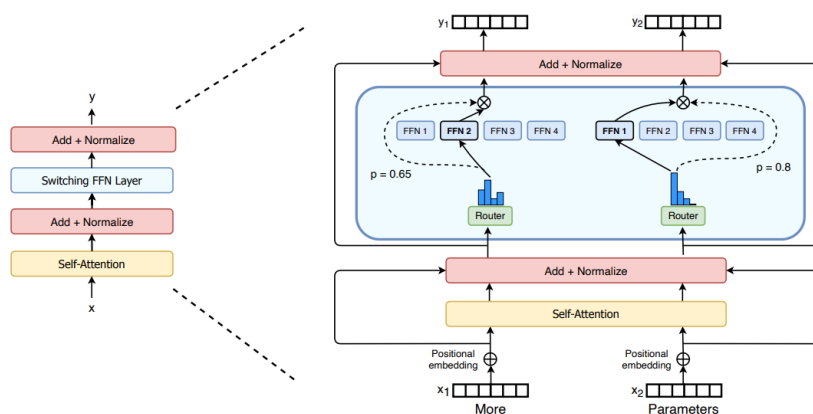 y
Add + Normalize
Switching FFN Layer
Add + Normalize
Self-Attention
x
y1 y2
Add + Normalize
FFN 1 FFN 2 FFN 3 FFN 4 FFN 1 FFN 2 FFN 3 FFN 4
p = 0.65 p = 0.8
Router Router
Add + Normalize
Self-Attention
Positional embedding Positional embedding
x1 x2
More Parameters